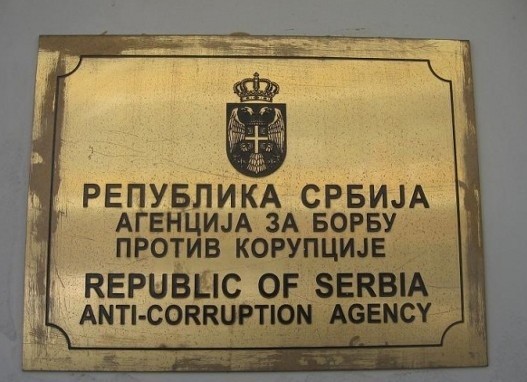 РЕПУБЛИКА СРБИЈА
АГЕНЦИЈА ЗА БОРБУ
ПРОТИВ КОРУПЦИЈЕ
REPUBLIC OF SERBIA
ANTI-CORRUPTION AGENCY